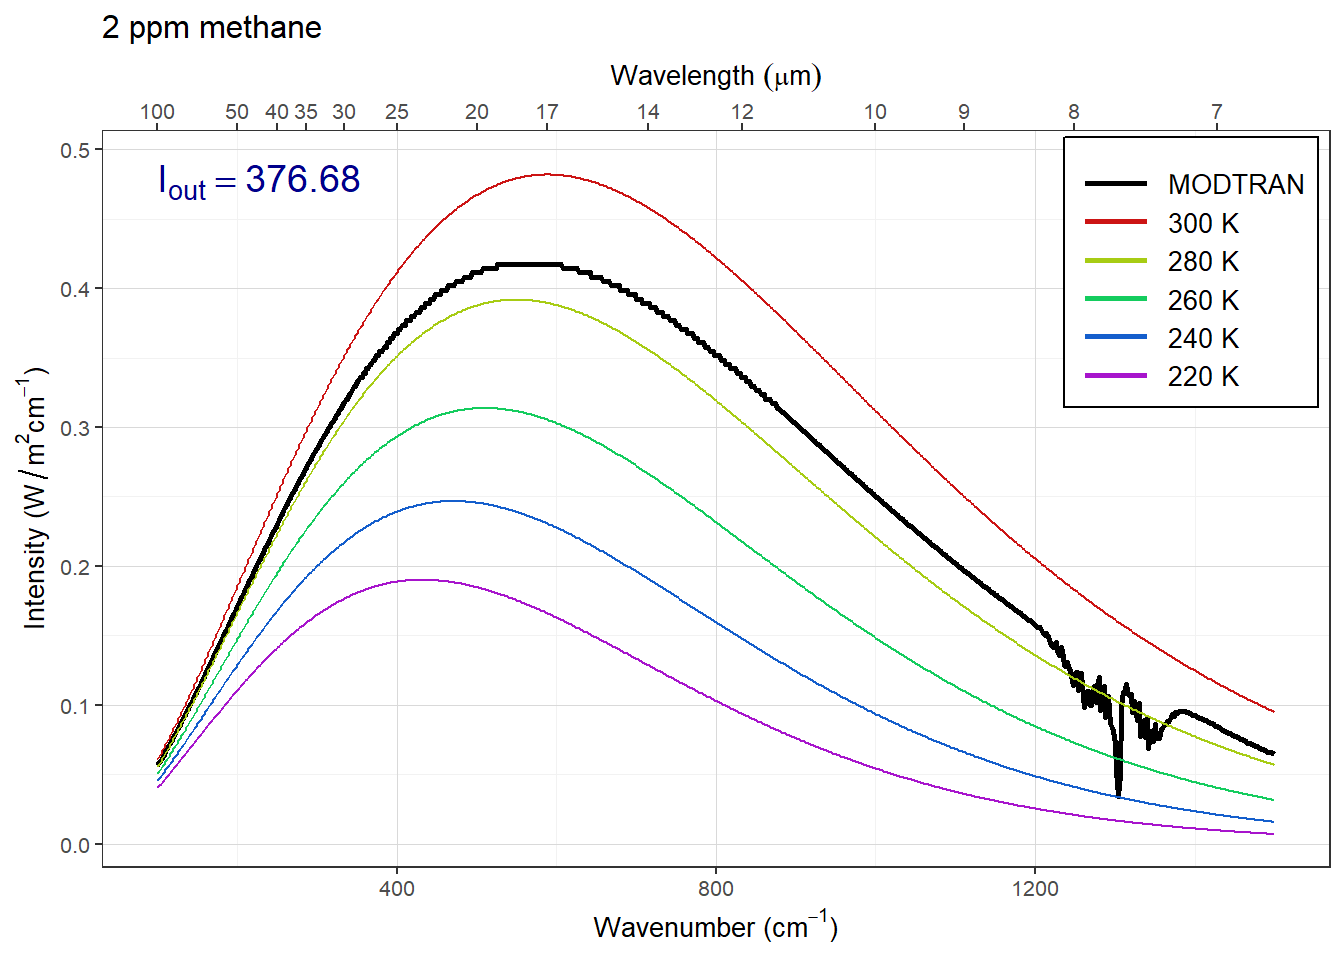 2 ppm methane
Wavelength (μm)
100 50 40 35 30 25 20 17 14 12 10 9 8 7
I_out = 376.68
MODTRAN
300 K
280 K
260 K
240 K
220 K
0.5
0.4
0.3
0.2
0.1
0.0
Intensity (W / m² cm⁻¹)
400 800 1200
Wavenumber (cm⁻¹)